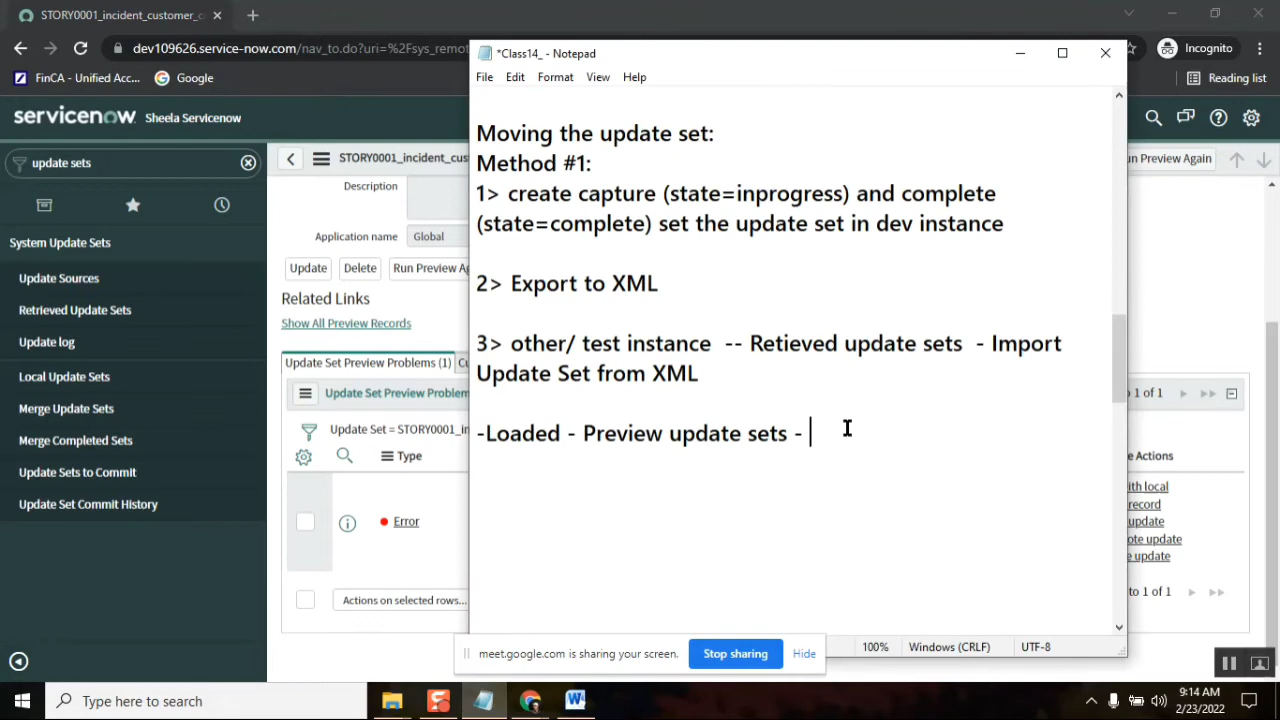 STORY0001_incident_customer_c
dev109626.service-now.com/nav_to.do?uri=%2Fsys_remot
Incognito
FinCA - Unified Acc...
Google
Reading list
servicenow
Sheela Servicenow
update sets
System Update Sets
Update Sources
Retrieved Update Sets
Update log
Local Update Sets
Merge Update Sets
Merge Completed Sets
Update Sets to Commit
Update Set Commit History
STORY0001_incident_cus
un Preview Again
Description
Application name
Global
Update
Delete
Run Preview Ag
Related Links
Show All Preview Records
Update Set Preview Problems (1)
Cu
Update Set Preview Problem
o 1 of 1
Update Set = STORY0001_in
Type
e Actions
Error
ith local
record
update
ote update
e update
Actions on selected rows...
to 1 of 1
*Class14_ - Notepad
File Edit Format View Help
Moving the update set:
Method #1:
1> create capture (state=inprogress) and complete
(state=complete) set the update set in dev instance
2> Export to XML
3> other/ test instance -- Retieved update sets - Import
Update Set from XML
-Loaded - Preview update sets -
100% Windows (CRLF) UTF-8
meet.google.com is sharing your screen.
Stop sharing
Hide
Type here to search
9:14 AM
2/23/2022